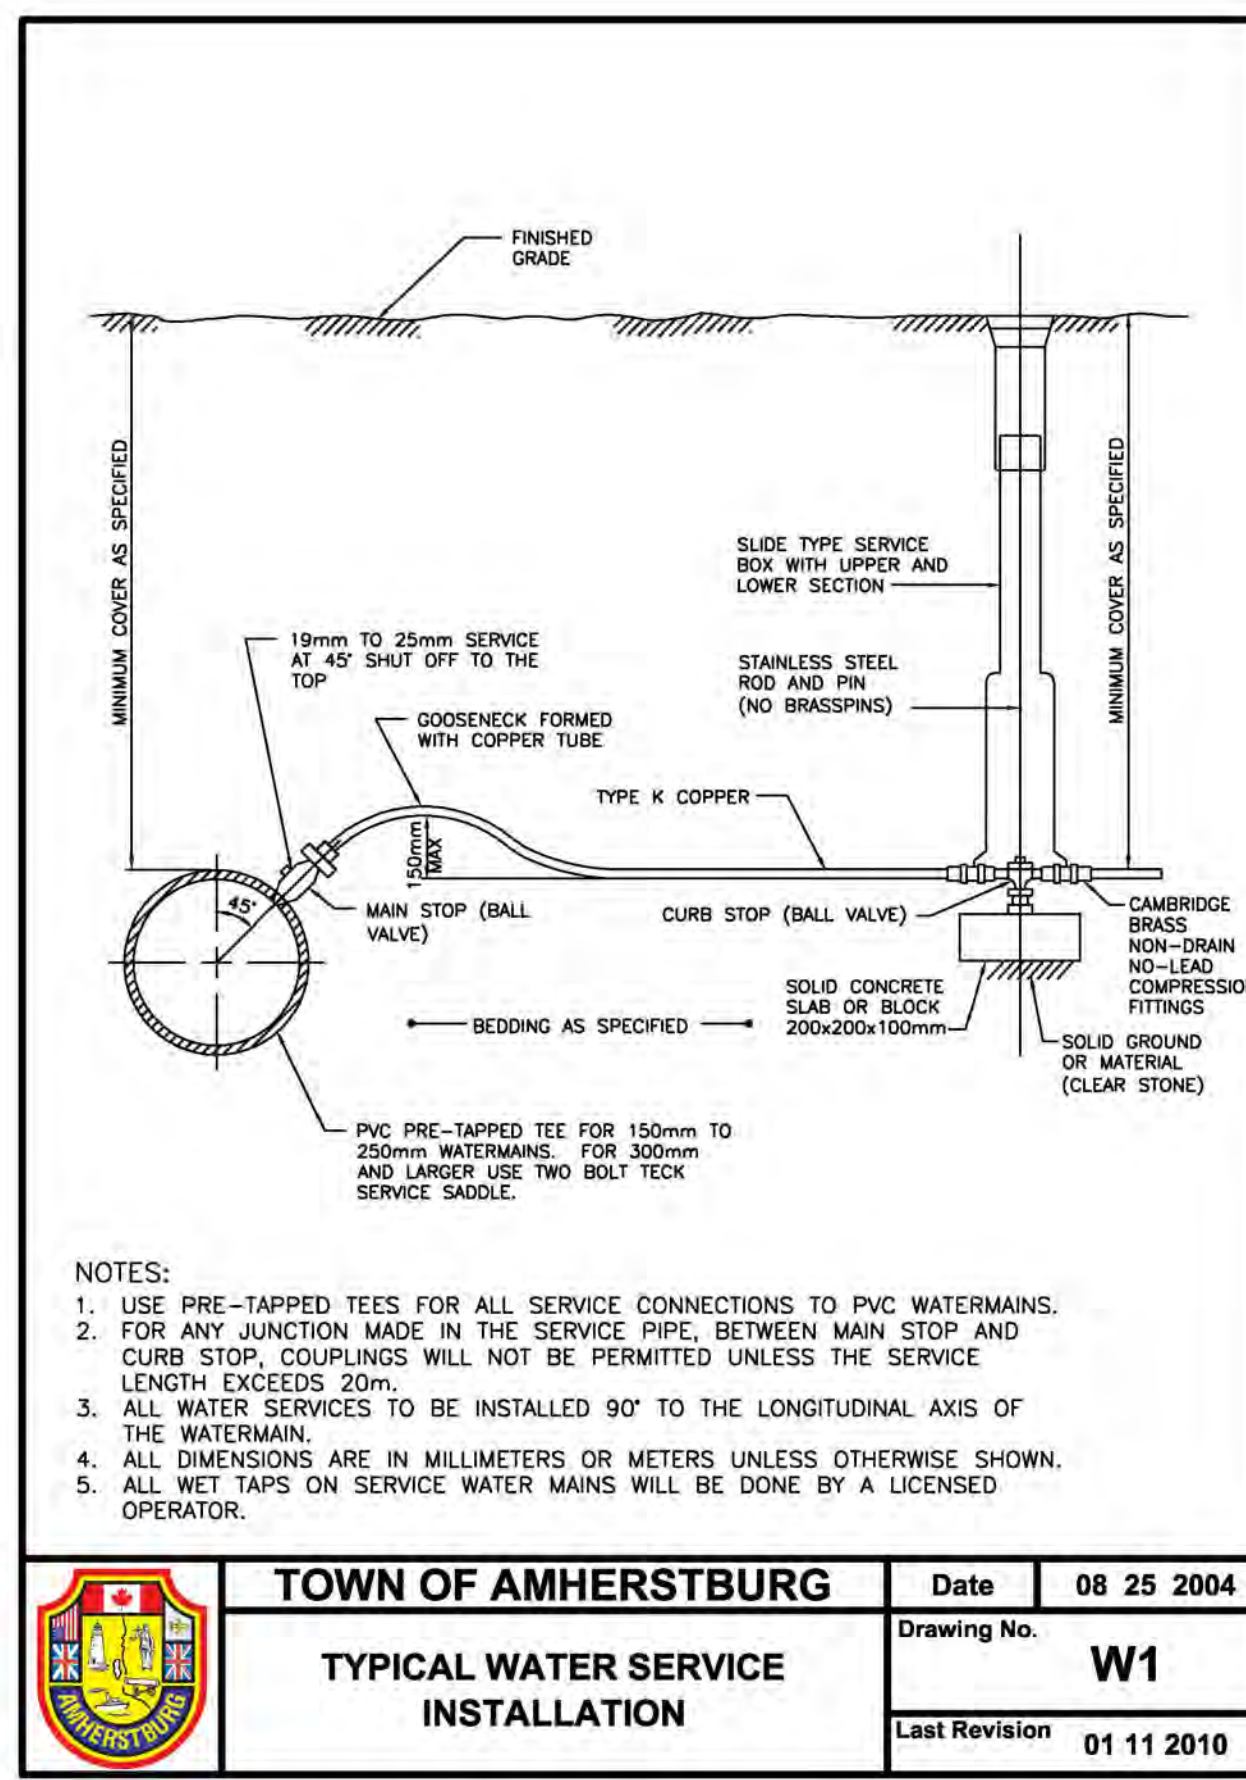 FINISHED
GRADE
MINIMUM COVER AS SPECIFIED
MINIMUM COVER AS SPECIFIED
SLIDE TYPE SERVICE
BOX WITH UPPER AND
LOWER SECTION
19mm TO 25mm SERVICE
AT 45° SHUT OFF TO THE
TOP
STAINLESS STEEL
ROD AND PIN
(NO BRASSPINS)
GOOSENECK FORMED
WITH COPPER TUBE
TYPE K COPPER
150mm
MAX
45°
MAIN STOP (BALL
VALVE)
CURB STOP (BALL VALVE)
CAMBRIDGE
BRASS
NON-DRAIN
NO-LEAD
COMPRESSIO
FITTINGS
SOLID CONCRETE
SLAB OR BLOCK
200x200x100mm
BEDDING AS SPECIFIED
SOLID GROUND
OR MATERIAL
(CLEAR STONE)
PVC PRE-TAPPED TEE FOR 150mm TO
250mm WATERMAINS. FOR 300mm
AND LARGER USE TWO BOLT TECK
SERVICE SADDLE.
NOTES:
1. USE PRE-TAPPED TEES FOR ALL SERVICE CONNECTIONS TO PVC WATERMAINS.
2. FOR ANY JUNCTION MADE IN THE SERVICE PIPE, BETWEEN MAIN STOP AND
CURB STOP, COUPLINGS WILL NOT BE PERMITTED UNLESS THE SERVICE
LENGTH EXCEEDS 20m.
3. ALL WATER SERVICES TO BE INSTALLED 90° TO THE LONGITUDINAL AXIS OF
THE WATERMAIN.
4. ALL DIMENSIONS ARE IN MILLIMETERS OR METERS UNLESS OTHERWISE SHOWN.
5. ALL WET TAPS ON SERVICE WATER MAINS WILL BE DONE BY A LICENSED
OPERATOR.
AMHERSTBURG
TOWN OF AMHERSTBURG
TYPICAL WATER SERVICE
INSTALLATION
Date 08 25 2004
Drawing No.
W1
Last Revision 01 11 2010